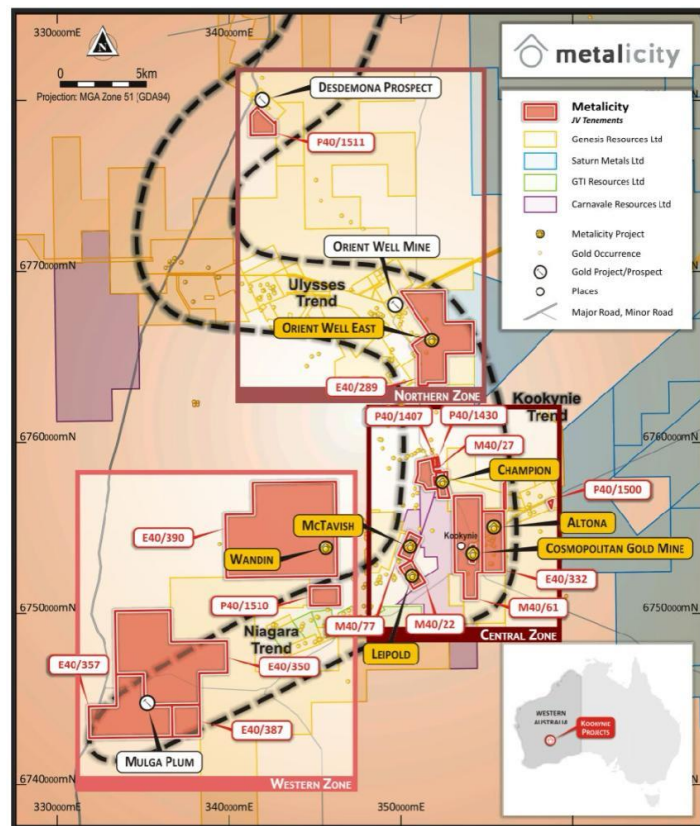 330000mE
340000mE
metalicity
0 5km
Projection: MGA Zone 51 (GDA94)
DESDEMONA PROSPECT
P40/1511
Metalicity
JV Tenements
Genesis Resources Ltd
Saturn Metals Ltd
GTI Resources Ltd
Carnavale Resources Ltd
Metalicity Project
Gold Occurrence
Gold Project/Prospect
Places
Major Road, Minor Road
6770000mN
ORIENT WELL MINE
Ulysses
Trend
ORIENT WELL EAST
E40/289
NORTHERN ZONE
Kookynie
Trend
6760000mN
6760000mN
P40/1407
P40/1430
M40/27
CHAMPION
P40/1500
E40/390
MCTAVISH
WANDIN
Kookynie
ALTONA
COSMOPOLITAN GOLD MINE
E40/332
P40/1510
6750000mN
6750000mN
M40/77
M40/22
M40/61
CENTRAL ZONE
Niagara
Trend
LEIPOLD
E40/357
E40/350
E40/387
MULGA PLUM
WESTERN ZONE
WESTERN
AUSTRALIA
KOOKYNIE
PROJECTS
6740000mN
330000mE
340000mE
350000mE